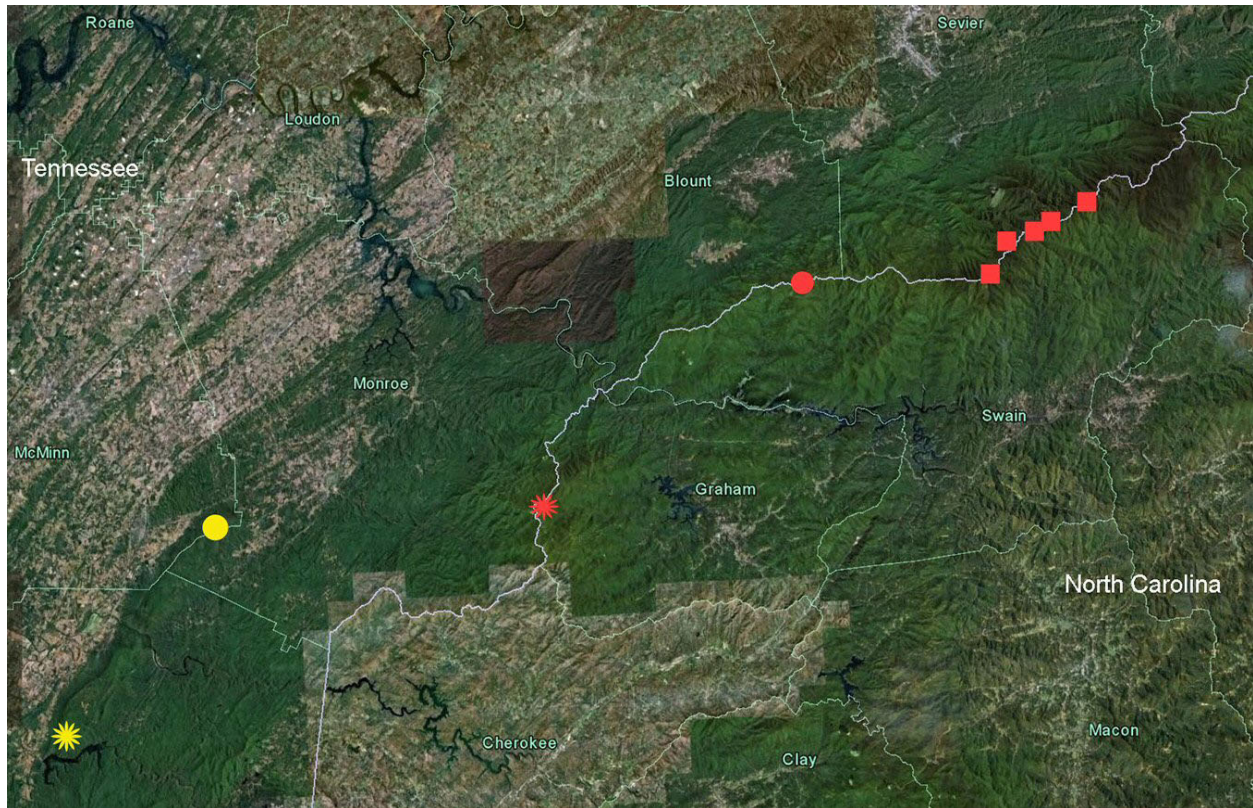 Roane
Sevier
Loudon
Tennessee
Blount
Monroe
Swain
McMinn
Graham
North Carolina
Cherokee
Macon
Clay